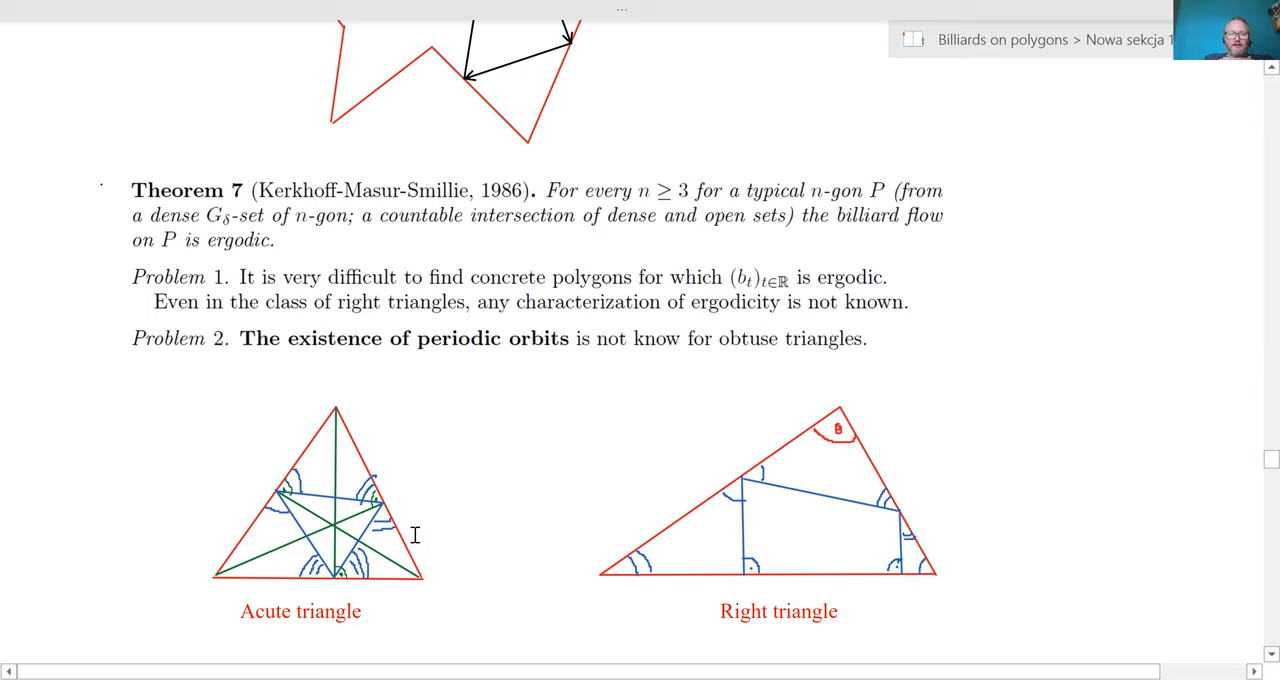 ...
Billiards on polygons > Nowa sekcja 1
Theorem 7 (Kerkhoff-Masur-Smillie, 1986). For every n ≥ 3 for a typical n-gon P (from
a dense Gδ-set of n-gon; a countable intersection of dense and open sets) the billiard flow
on P is ergodic.
Problem 1. It is very difficult to find concrete polygons for which (b_t)_{t∈ℝ} is ergodic.
Even in the class of right triangles, any characterization of ergodicity is not known.
Problem 2. The existence of periodic orbits is not know for obtuse triangles.
Acute triangle
Right triangle